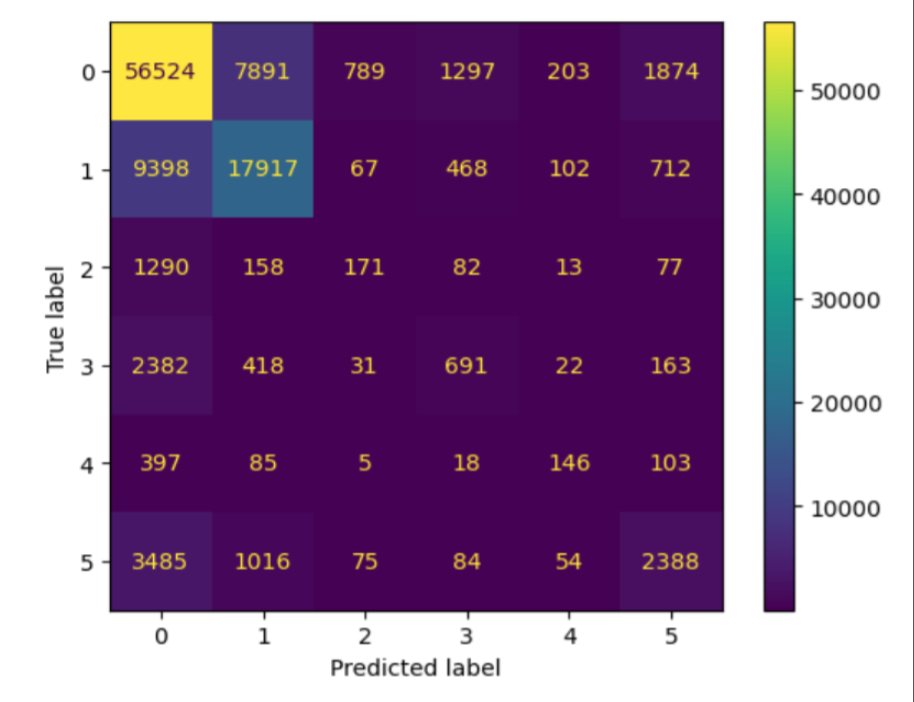 0 56524 7891 789 1297 203 1874
50000
1 9398 17917 67 468 102 712
40000
2 1290 158 171 82 13 77
30000
True label
3 2382 418 31 691 22 163
20000
4 397 85 5 18 146 103
10000
5 3485 1016 75 84 54 2388
0 1 2 3 4 5
Predicted label